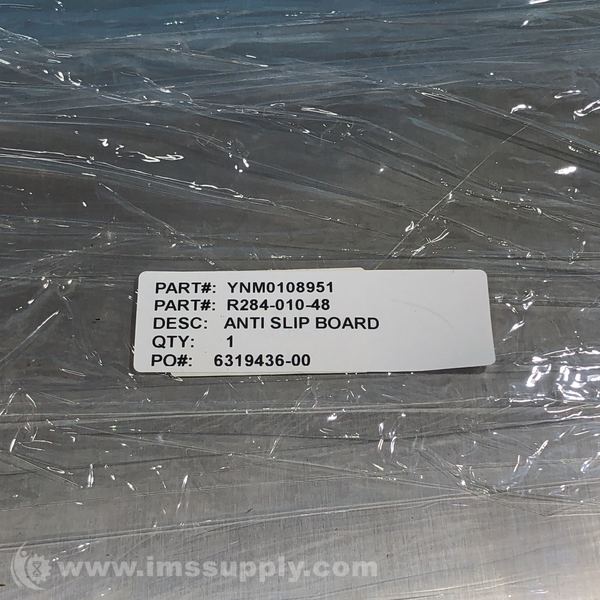 PART#: YNM0108951
PART#: R284-010-48
DESC: ANTI SLIP BOARD
QTY: 1
PO#: 6319436-00
www.imssupply.com